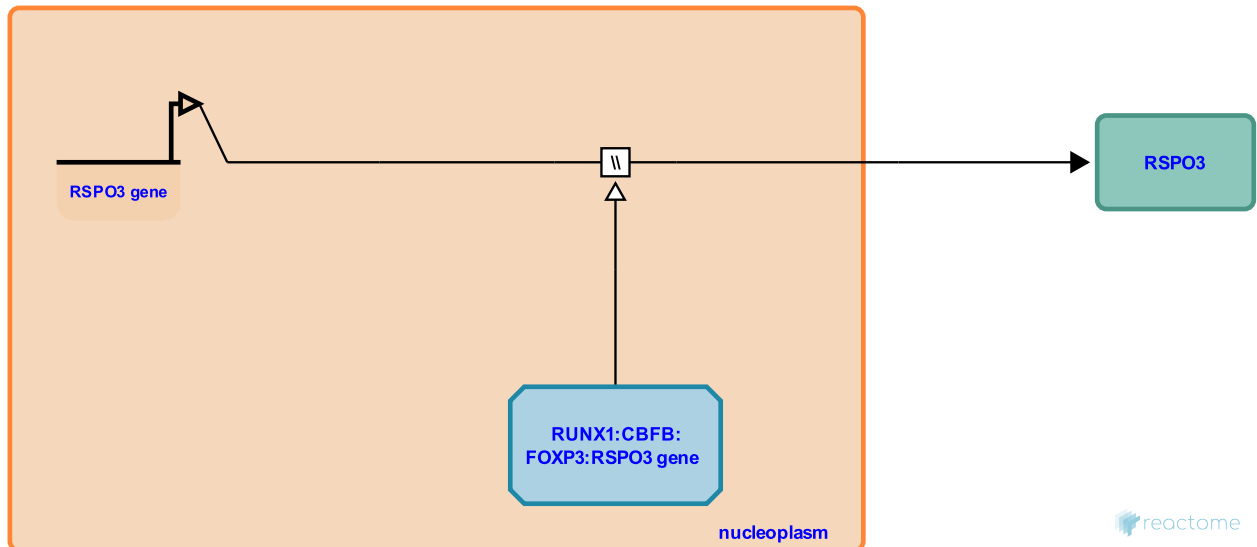 \\
RSPO3
RSPO3 gene
RUNX1:CBFB:
FOXP3:RSPO3 gene
nucleoplasm
reactome